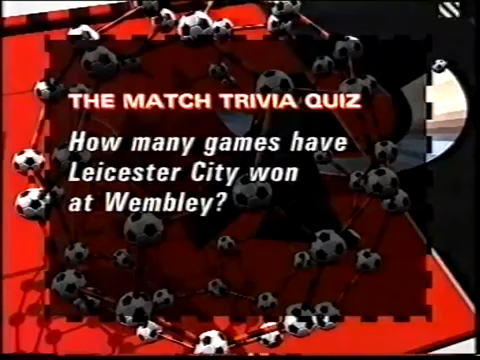 THE MATCH TRIVIA QUIZ
How many games have
Leicester City won
at Wembley?